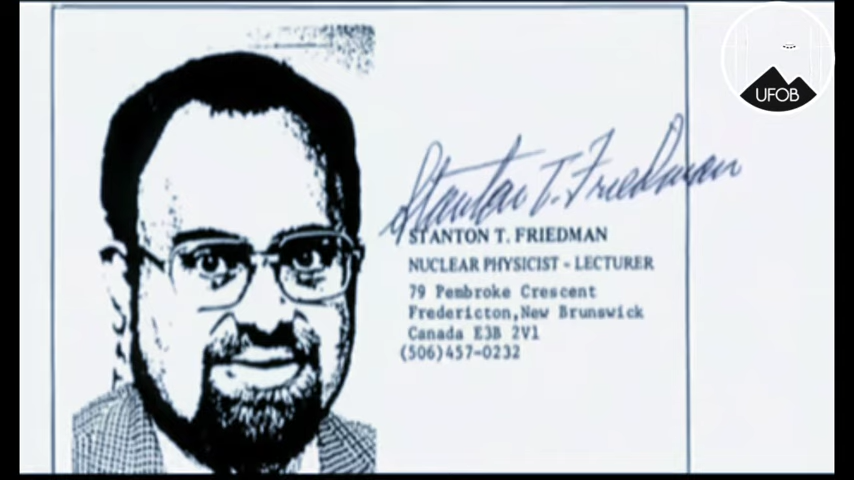 UFOB
Stanton T. Friedman
STANTON T. FRIEDMAN
NUCLEAR PHYSICIST - LECTURER
79 Pembroke Crescent
Fredericton,New Brunswick
Canada E3B 2V1
(506)457-0232